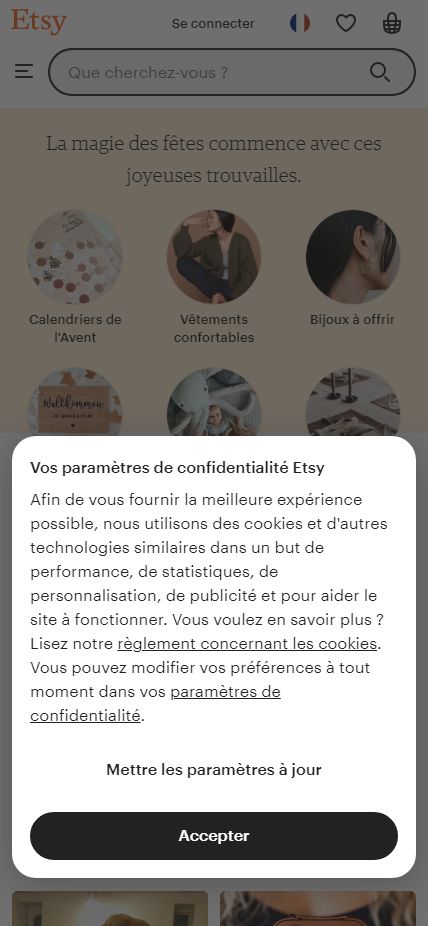 Etsy
Se connecter
Que cherchez-vous ?
La magie des fêtes commence avec ces
joyeuses trouvailles.
Calendriers de
l'Avent
Vêtements
confortables
Bijoux à offrir
Willkommen
Vos paramètres de confidentialité Etsy
Afin de vous fournir la meilleure expérience
possible, nous utilisons des cookies et d'autres
technologies similaires dans un but de
performance, de statistiques, de
personnalisation, de publicité et pour aider le
site à fonctionner. Vous voulez en savoir plus ?
Lisez notre règlement concernant les cookies.
Vous pouvez modifier vos préférences à tout
moment dans vos paramètres de
confidentialité.
Mettre les paramètres à jour
Accepter